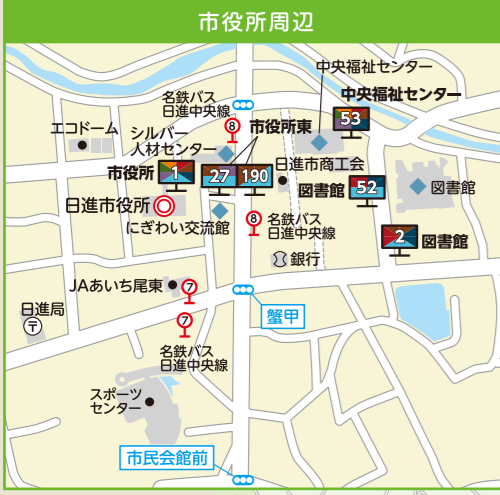 市役所周辺
中央福祉センター
名鉄バス
日進中央線
中央福祉センター
8
53
エコドーム
シルバー
人材センター
市役所東
市役所
1
27
190
日進市商工会
図書館
52
図書館
日進市役所
にぎわい交流館
8
名鉄バス
日進中央線
2
図書館
銀行
JAあいち尾東
7
日進局
〒
蟹甲
7
名鉄バス
日進中央線
スポーツ
センター
市民会館前